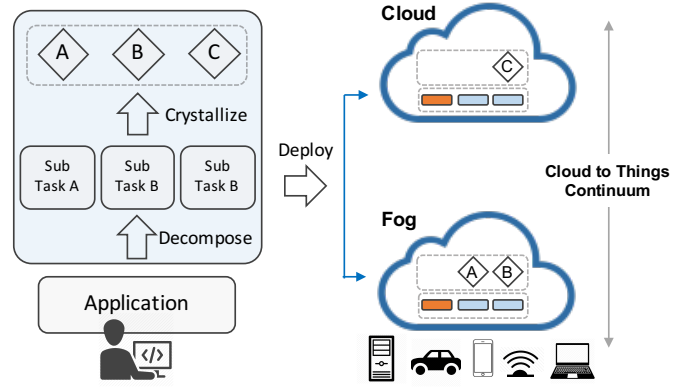 A
B
C
Crystallize
Sub
Task A
Sub
Task B
Sub
Task B
Decompose
Application
</>
Deploy
Cloud
C
Cloud to Things
Continuum
Fog
A
B